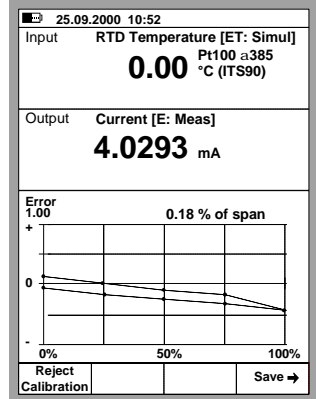 25.09.2000 10:52
Input RTD Temperature [ET: Simul]
0.00 Pt100 a385
°C (ITS90)
Output Current [E: Meas]
4.0293 mA
Error
1.00 0.18 % of span
+
0
-
0% 50% 100%
Reject
Calibration
Save →